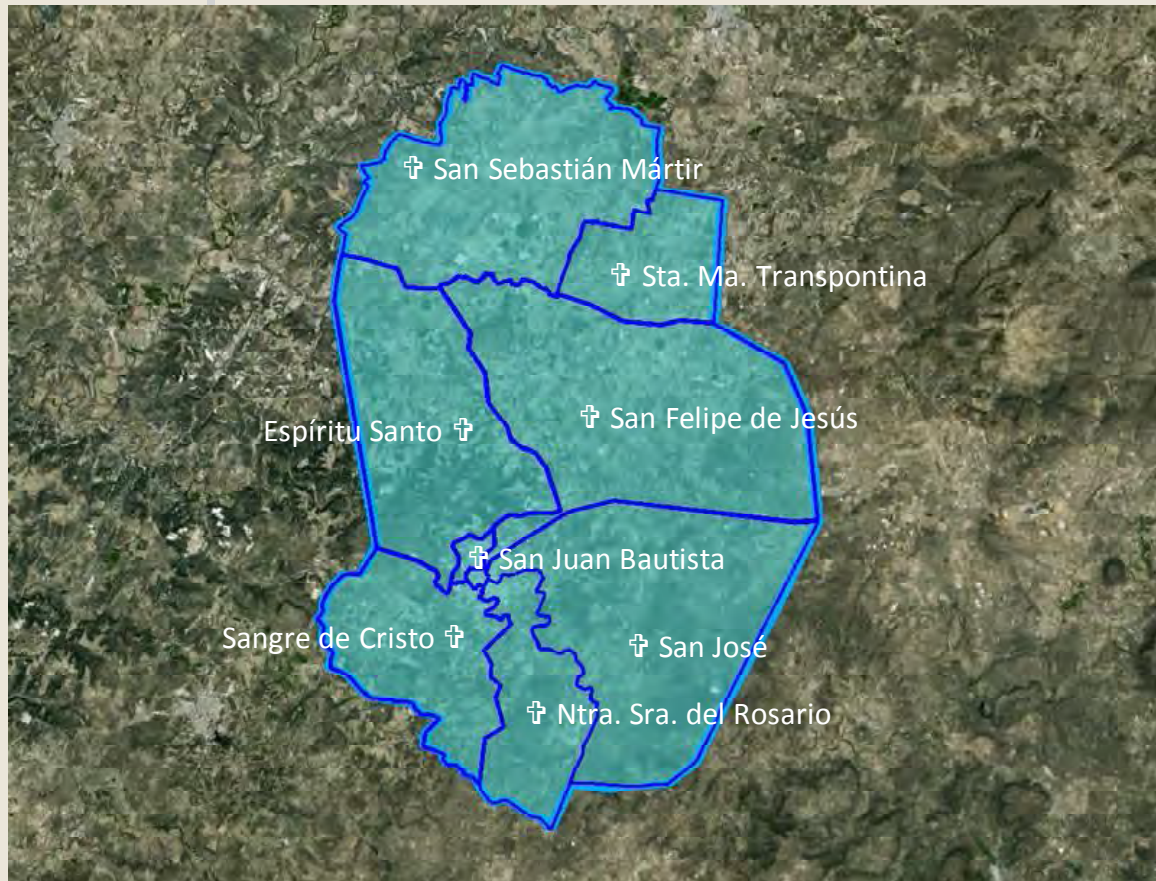 ✞ San Sebastián Mártir
✞ Sta. Ma. Transpontina
✞ San Felipe de Jesús
Espíritu Santo ✞
✞ San Juan Bautista
Sangre de Cristo ✞
✞ San José
✞ Ntra. Sra. del Rosario